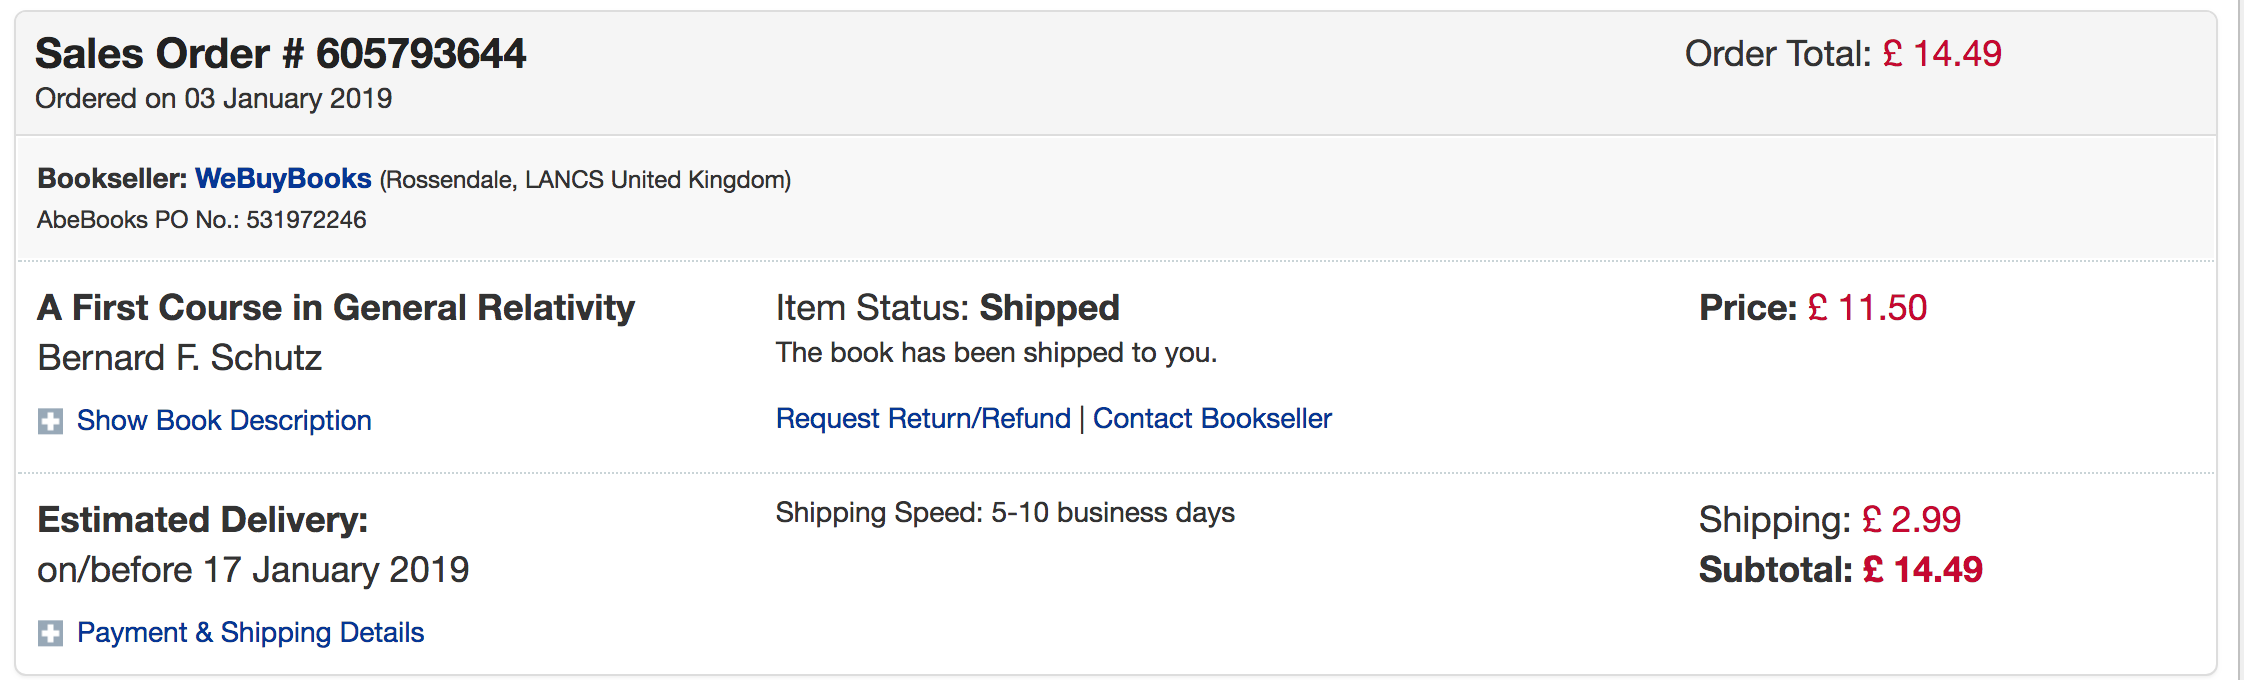 Sales Order # 605793644
Order Total: £ 14.49
Ordered on 03 January 2019
Bookseller: WeBuyBooks (Rossendale, LANCS United Kingdom)
AbeBooks PO No.: 531972246
A First Course in General Relativity
Bernard F. Schutz
Show Book Description
Item Status: Shipped
The book has been shipped to you.
Request Return/Refund | Contact Bookseller
Price: £ 11.50
Estimated Delivery:
on/before 17 January 2019
Payment & Shipping Details
Shipping Speed: 5-10 business days
Shipping: £ 2.99
Subtotal: £ 14.49